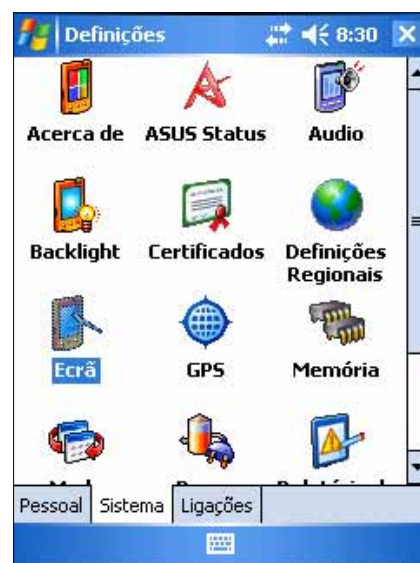 Definições 8:30
Acerca de ASUS Status Audio
Backlight Certificados Definições
Regionais
Ecrã GPS Memória
Pessoal Sistema Ligações